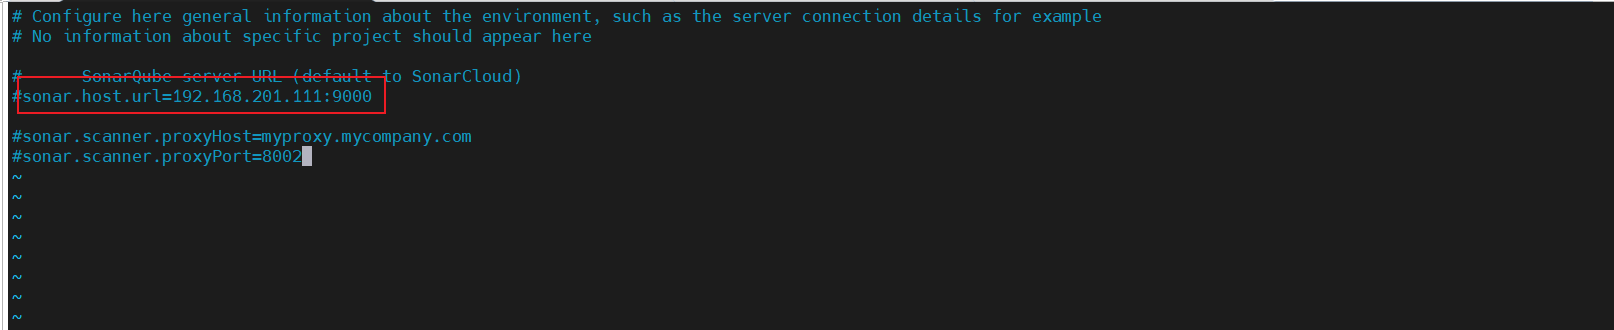 # Configure here general information about the environment, such as the server connection details for example
# No information about specific project should appear here
#----- SonarQube server URL (default to SonarCloud)
#sonar.host.url=192.168.201.111:9000
#sonar.scanner.proxyHost=myproxy.mycompany.com
#sonar.scanner.proxyPort=8002
~
~
~
~
~
~
~
~